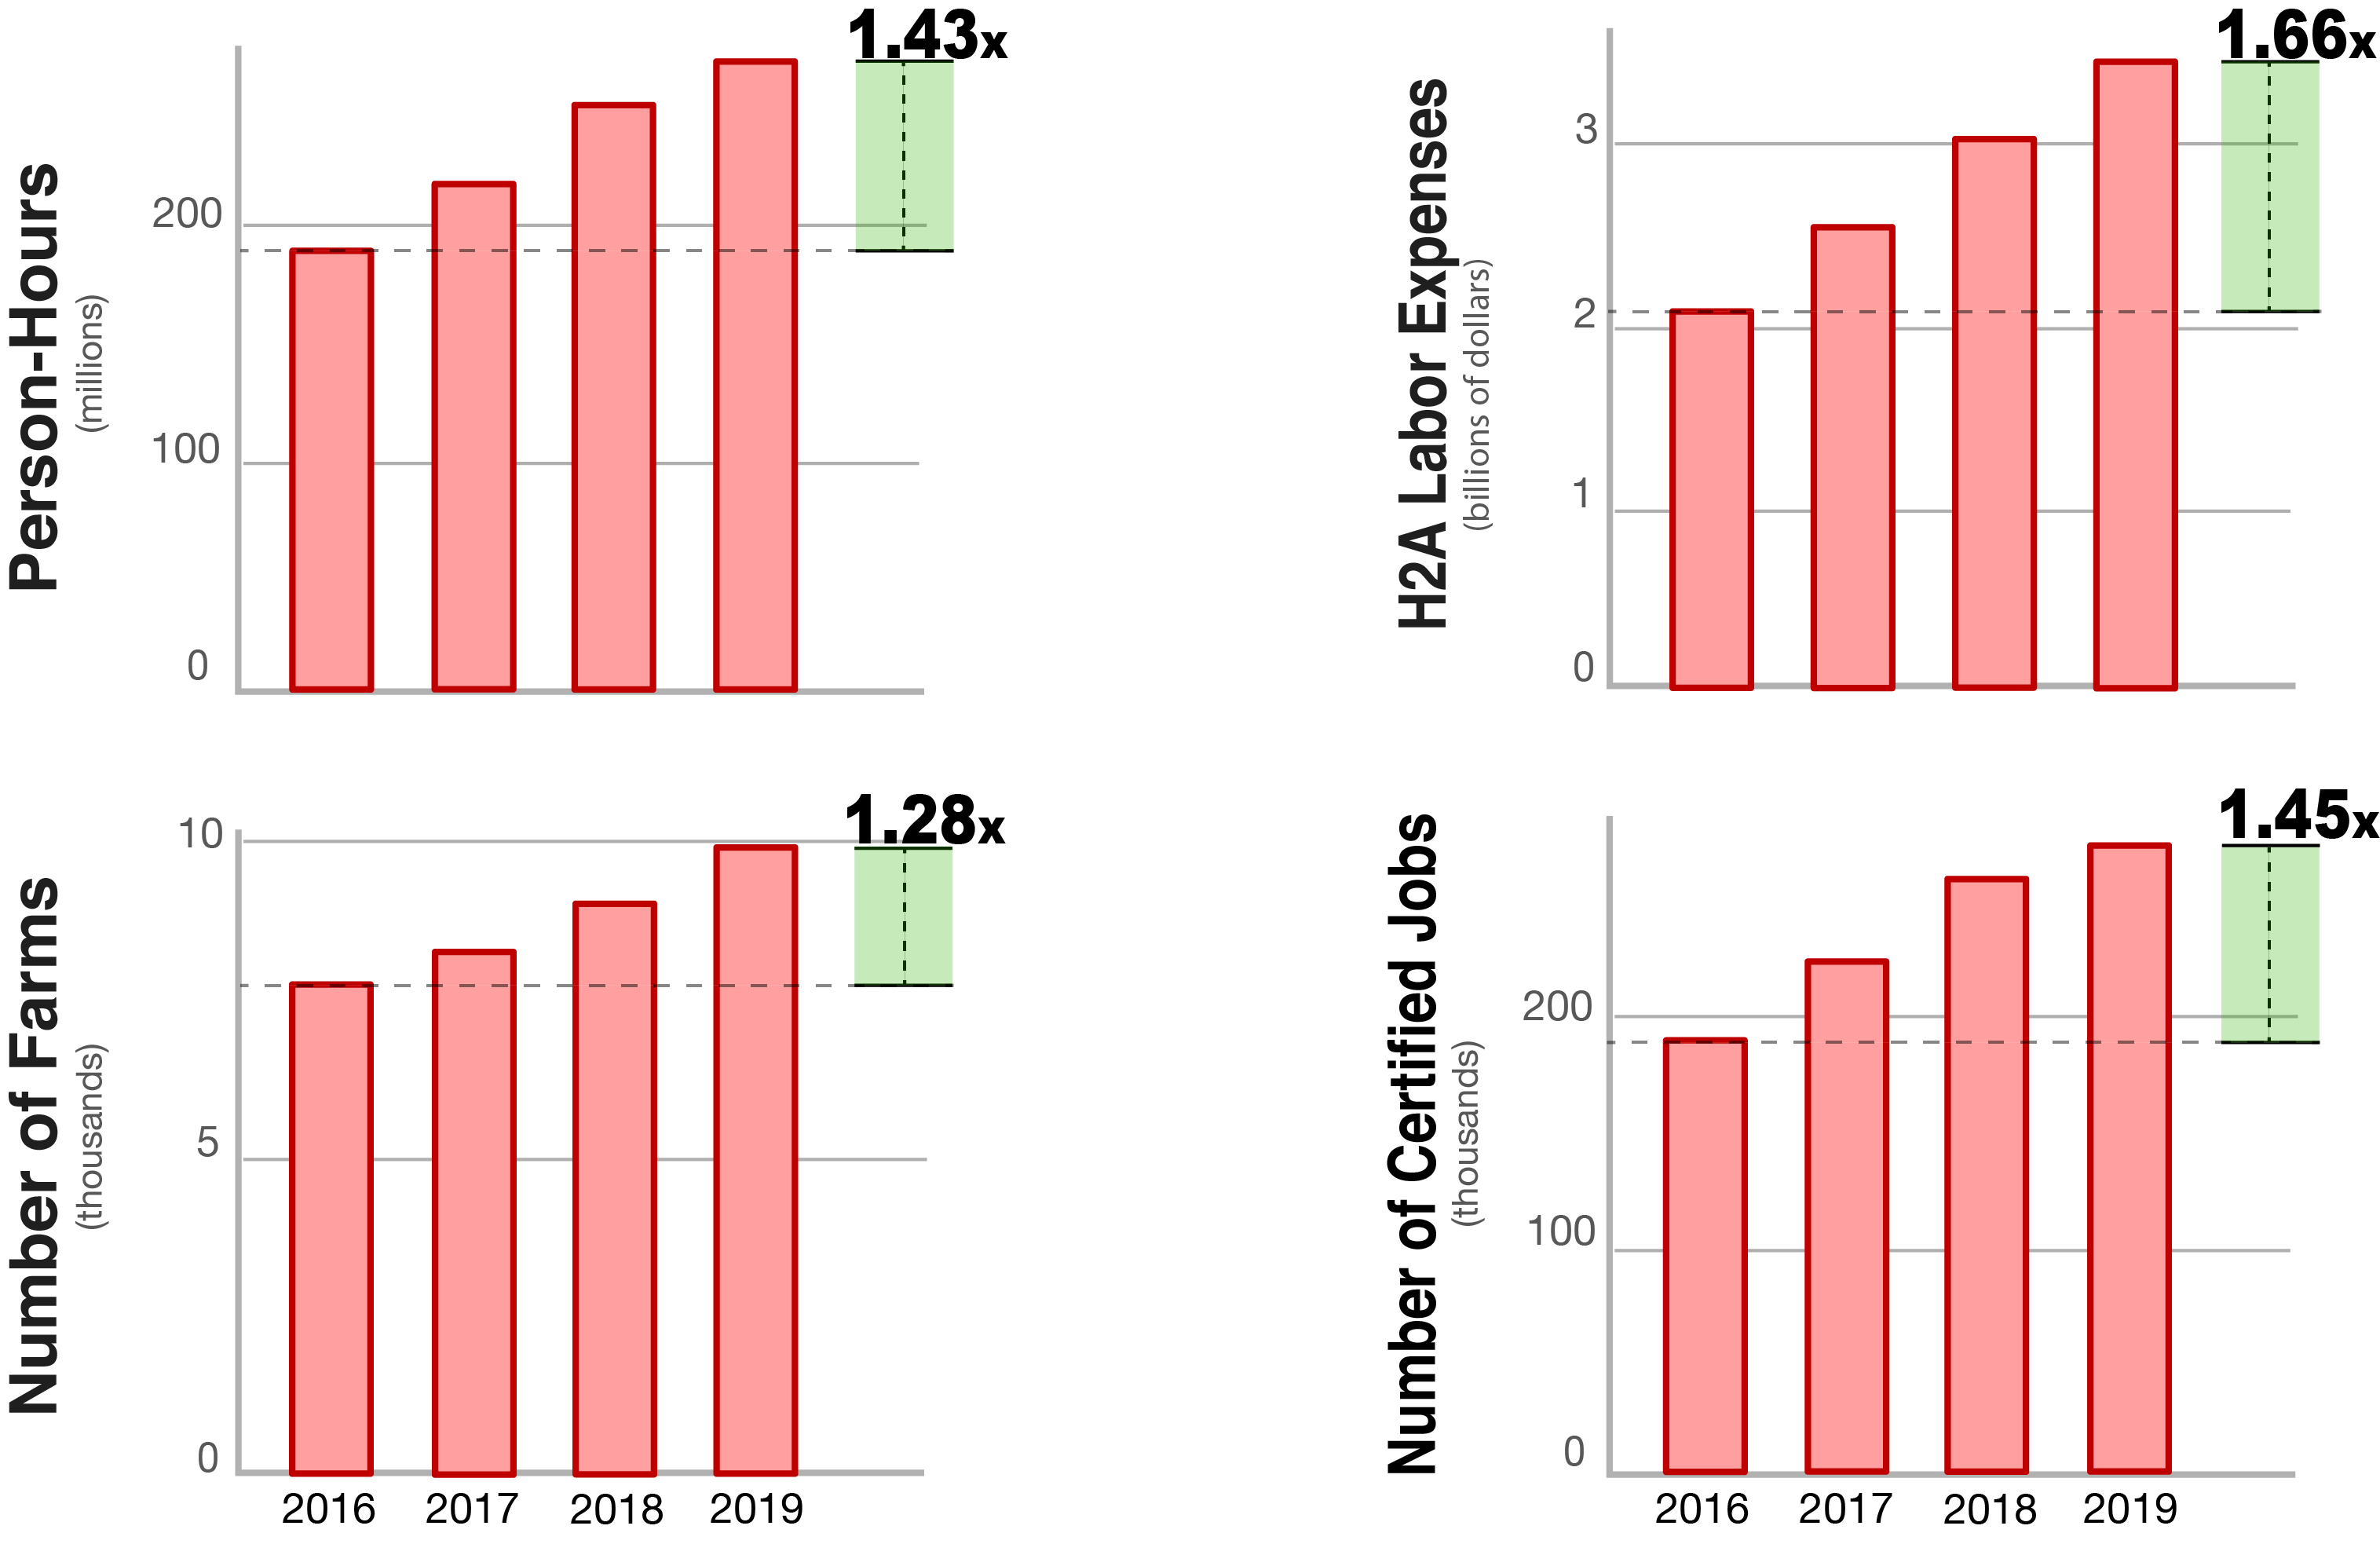 1.43x
Person-Hours
(millions)
200
100
0
1.66x
H2A Labor Expenses
(billions of dollars)
3
2
1
0
1.28x
Number of Farms
(thousands)
10
5
0
2016 2017 2018 2019
1.45x
Number of Certified Jobs
(thousands)
200
100
0
2016 2017 2018 2019